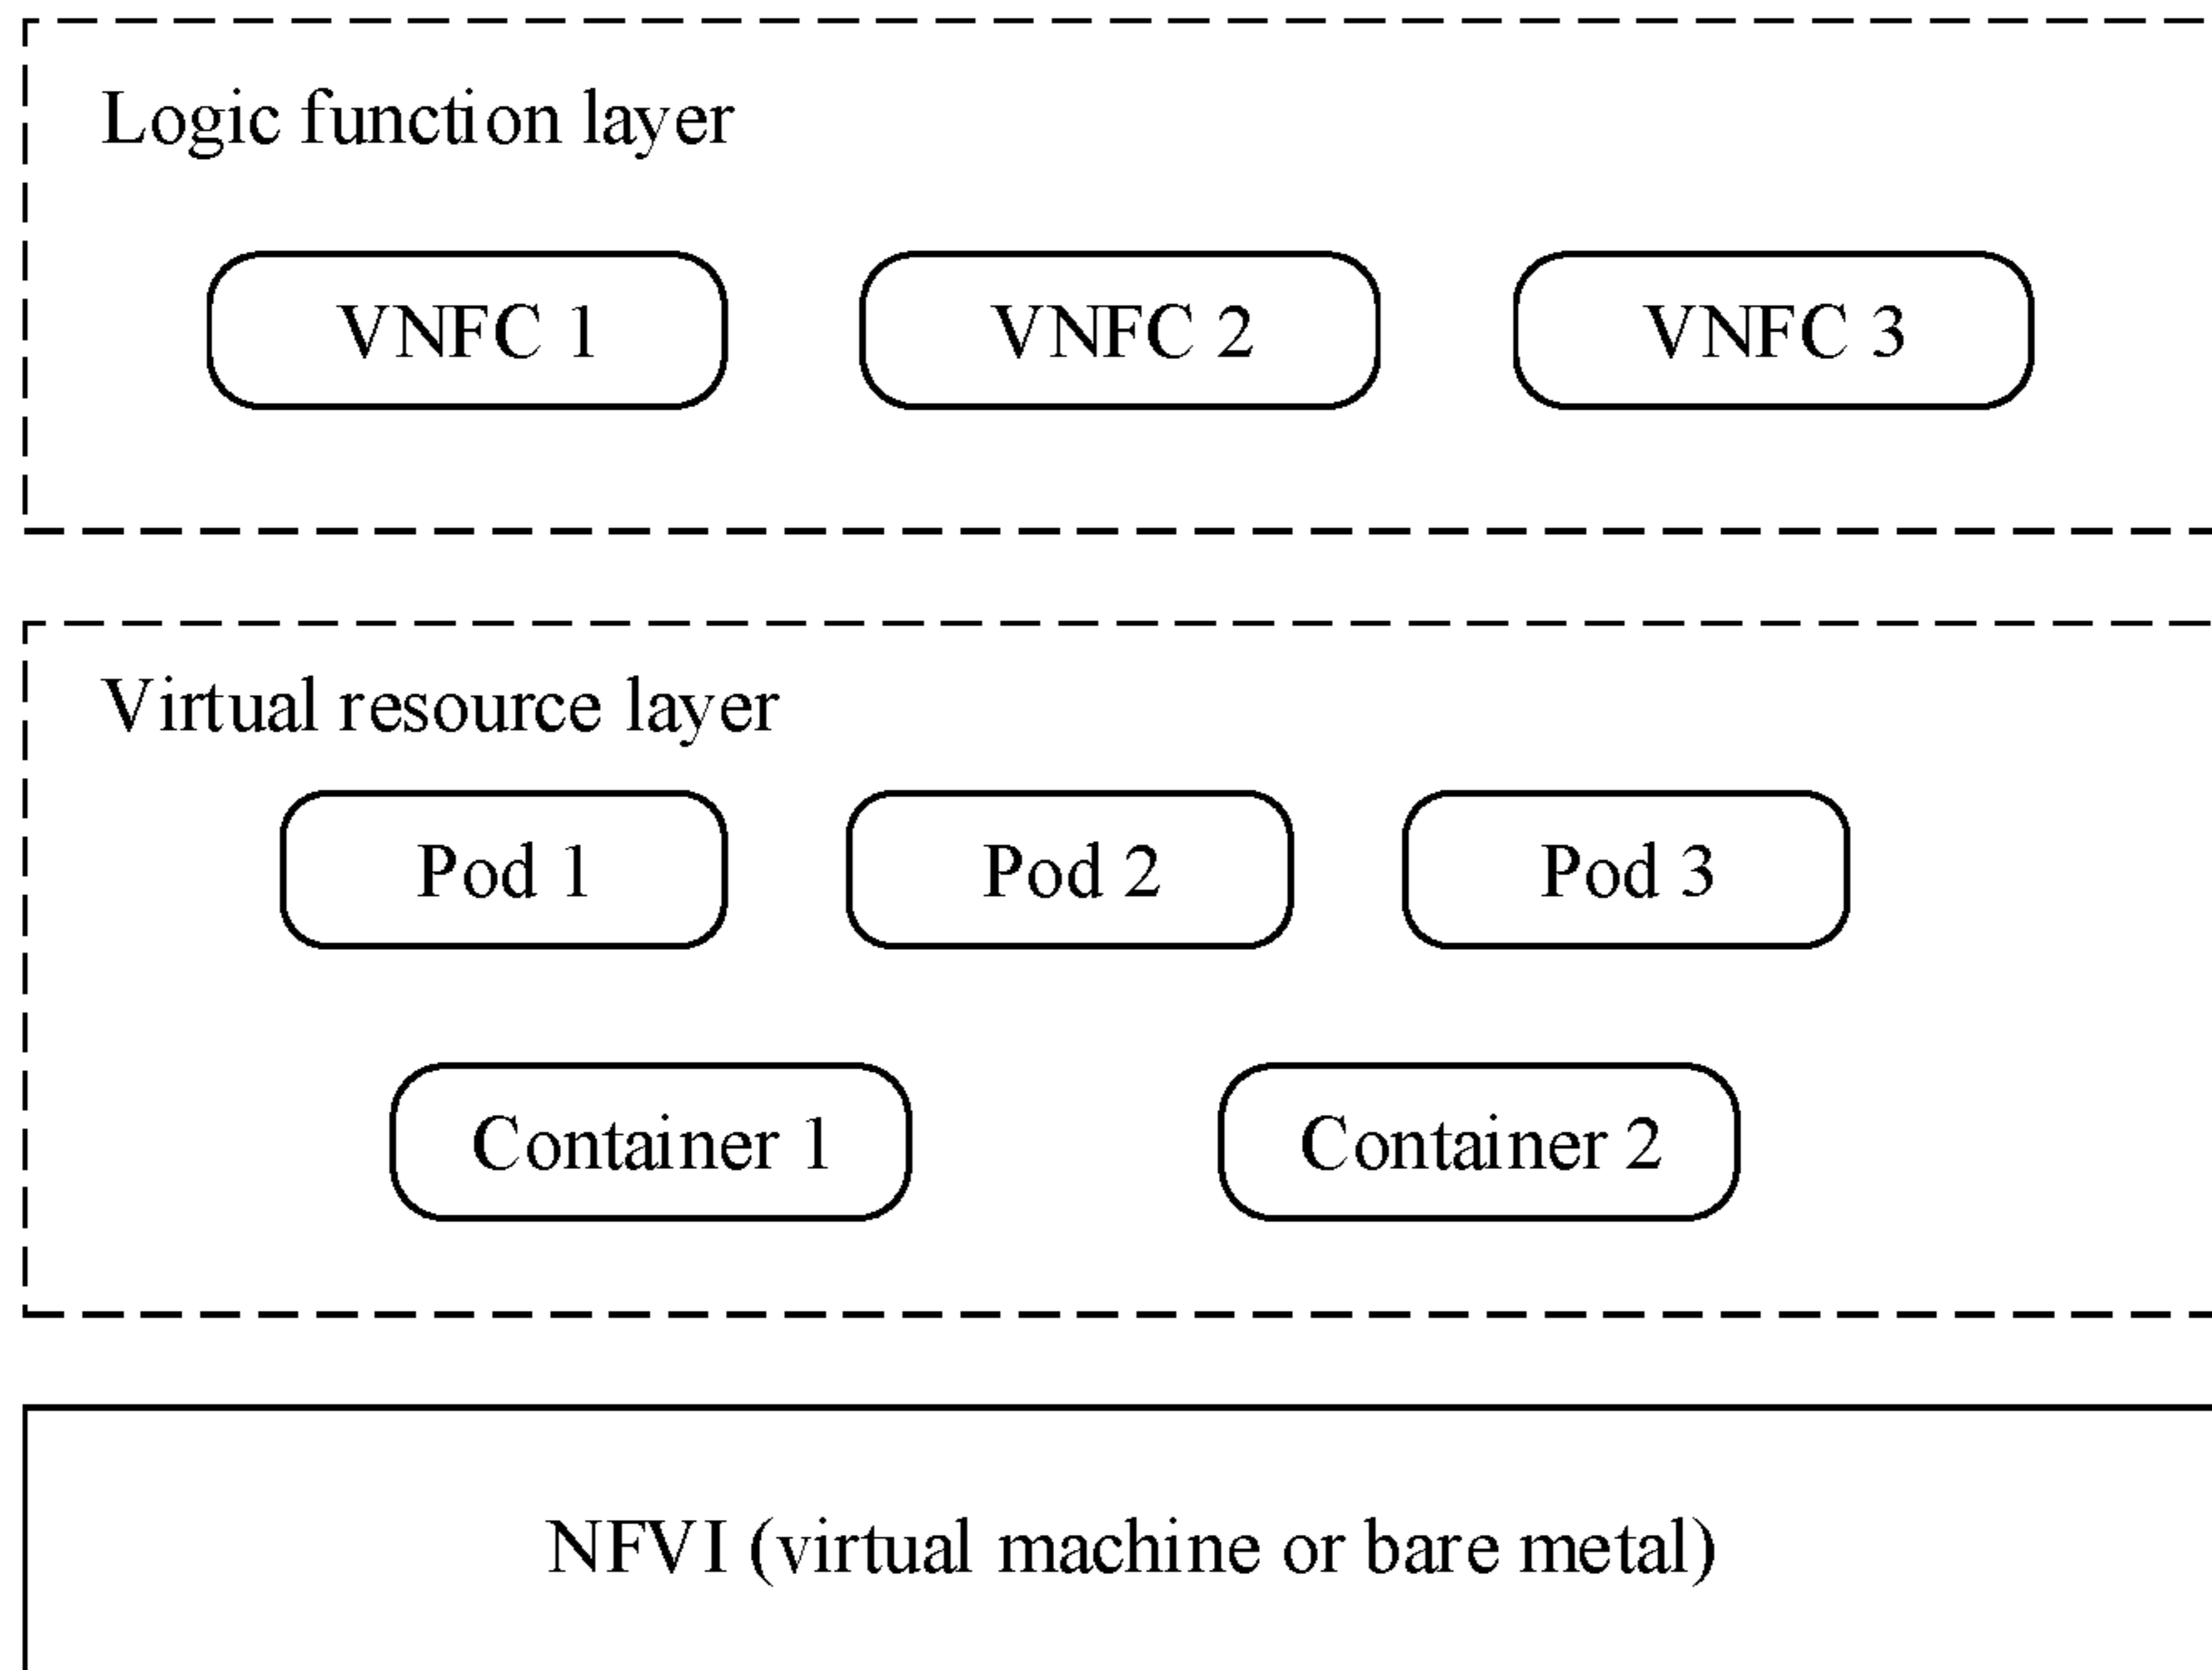 Logic function layer
VNFC 1 VNFC 2 VNFC 3
Virtual resource layer
Pod 1 Pod 2 Pod 3
Container 1 Container 2
NFVI (virtual machine or bare metal)